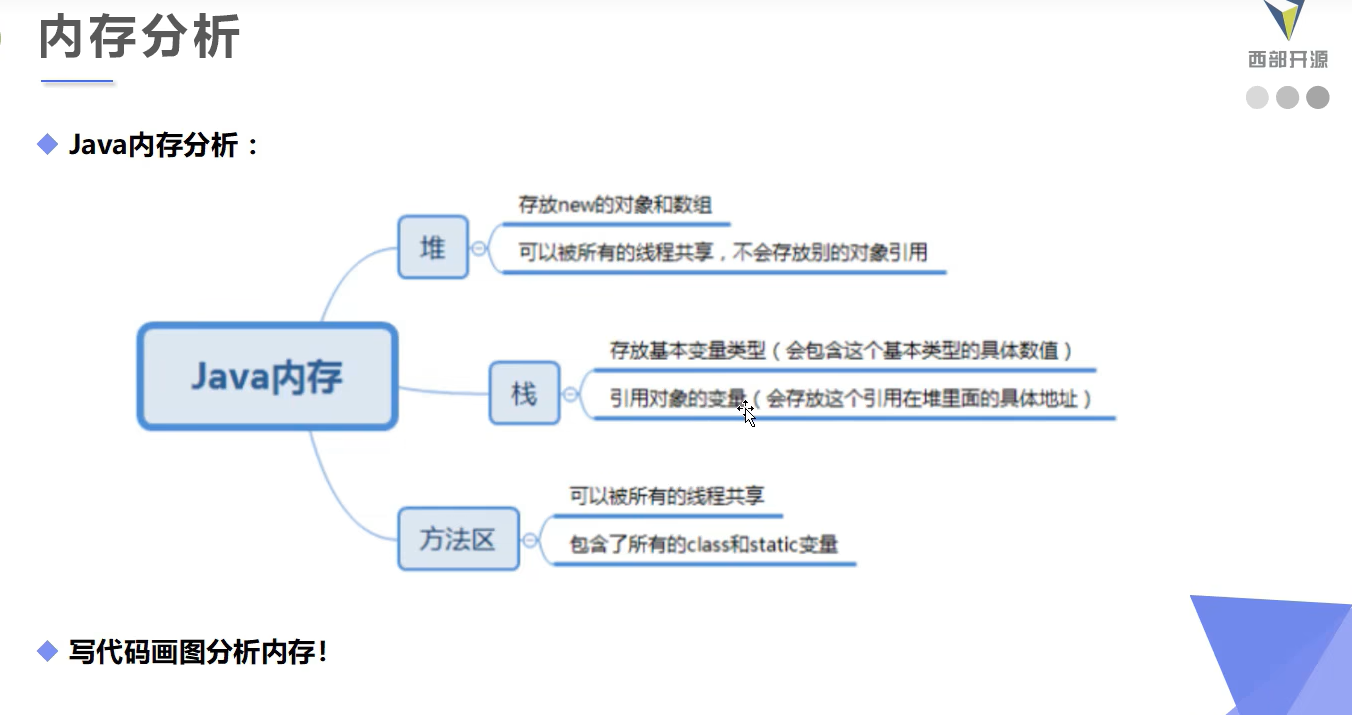 内存分析
西部开源
Java内存分析：
存放new的对象和数组
堆
可以被所有的线程共享，不会存放别的对象引用
存放基本变量类型（会包含这个基本类型的具体数值）
Java内存
栈
引用对象的变量（会存放这个引用在堆里面的具体地址）
可以被所有的线程共享
方法区
包含了所有的class和static变量
写代码画图分析内存！